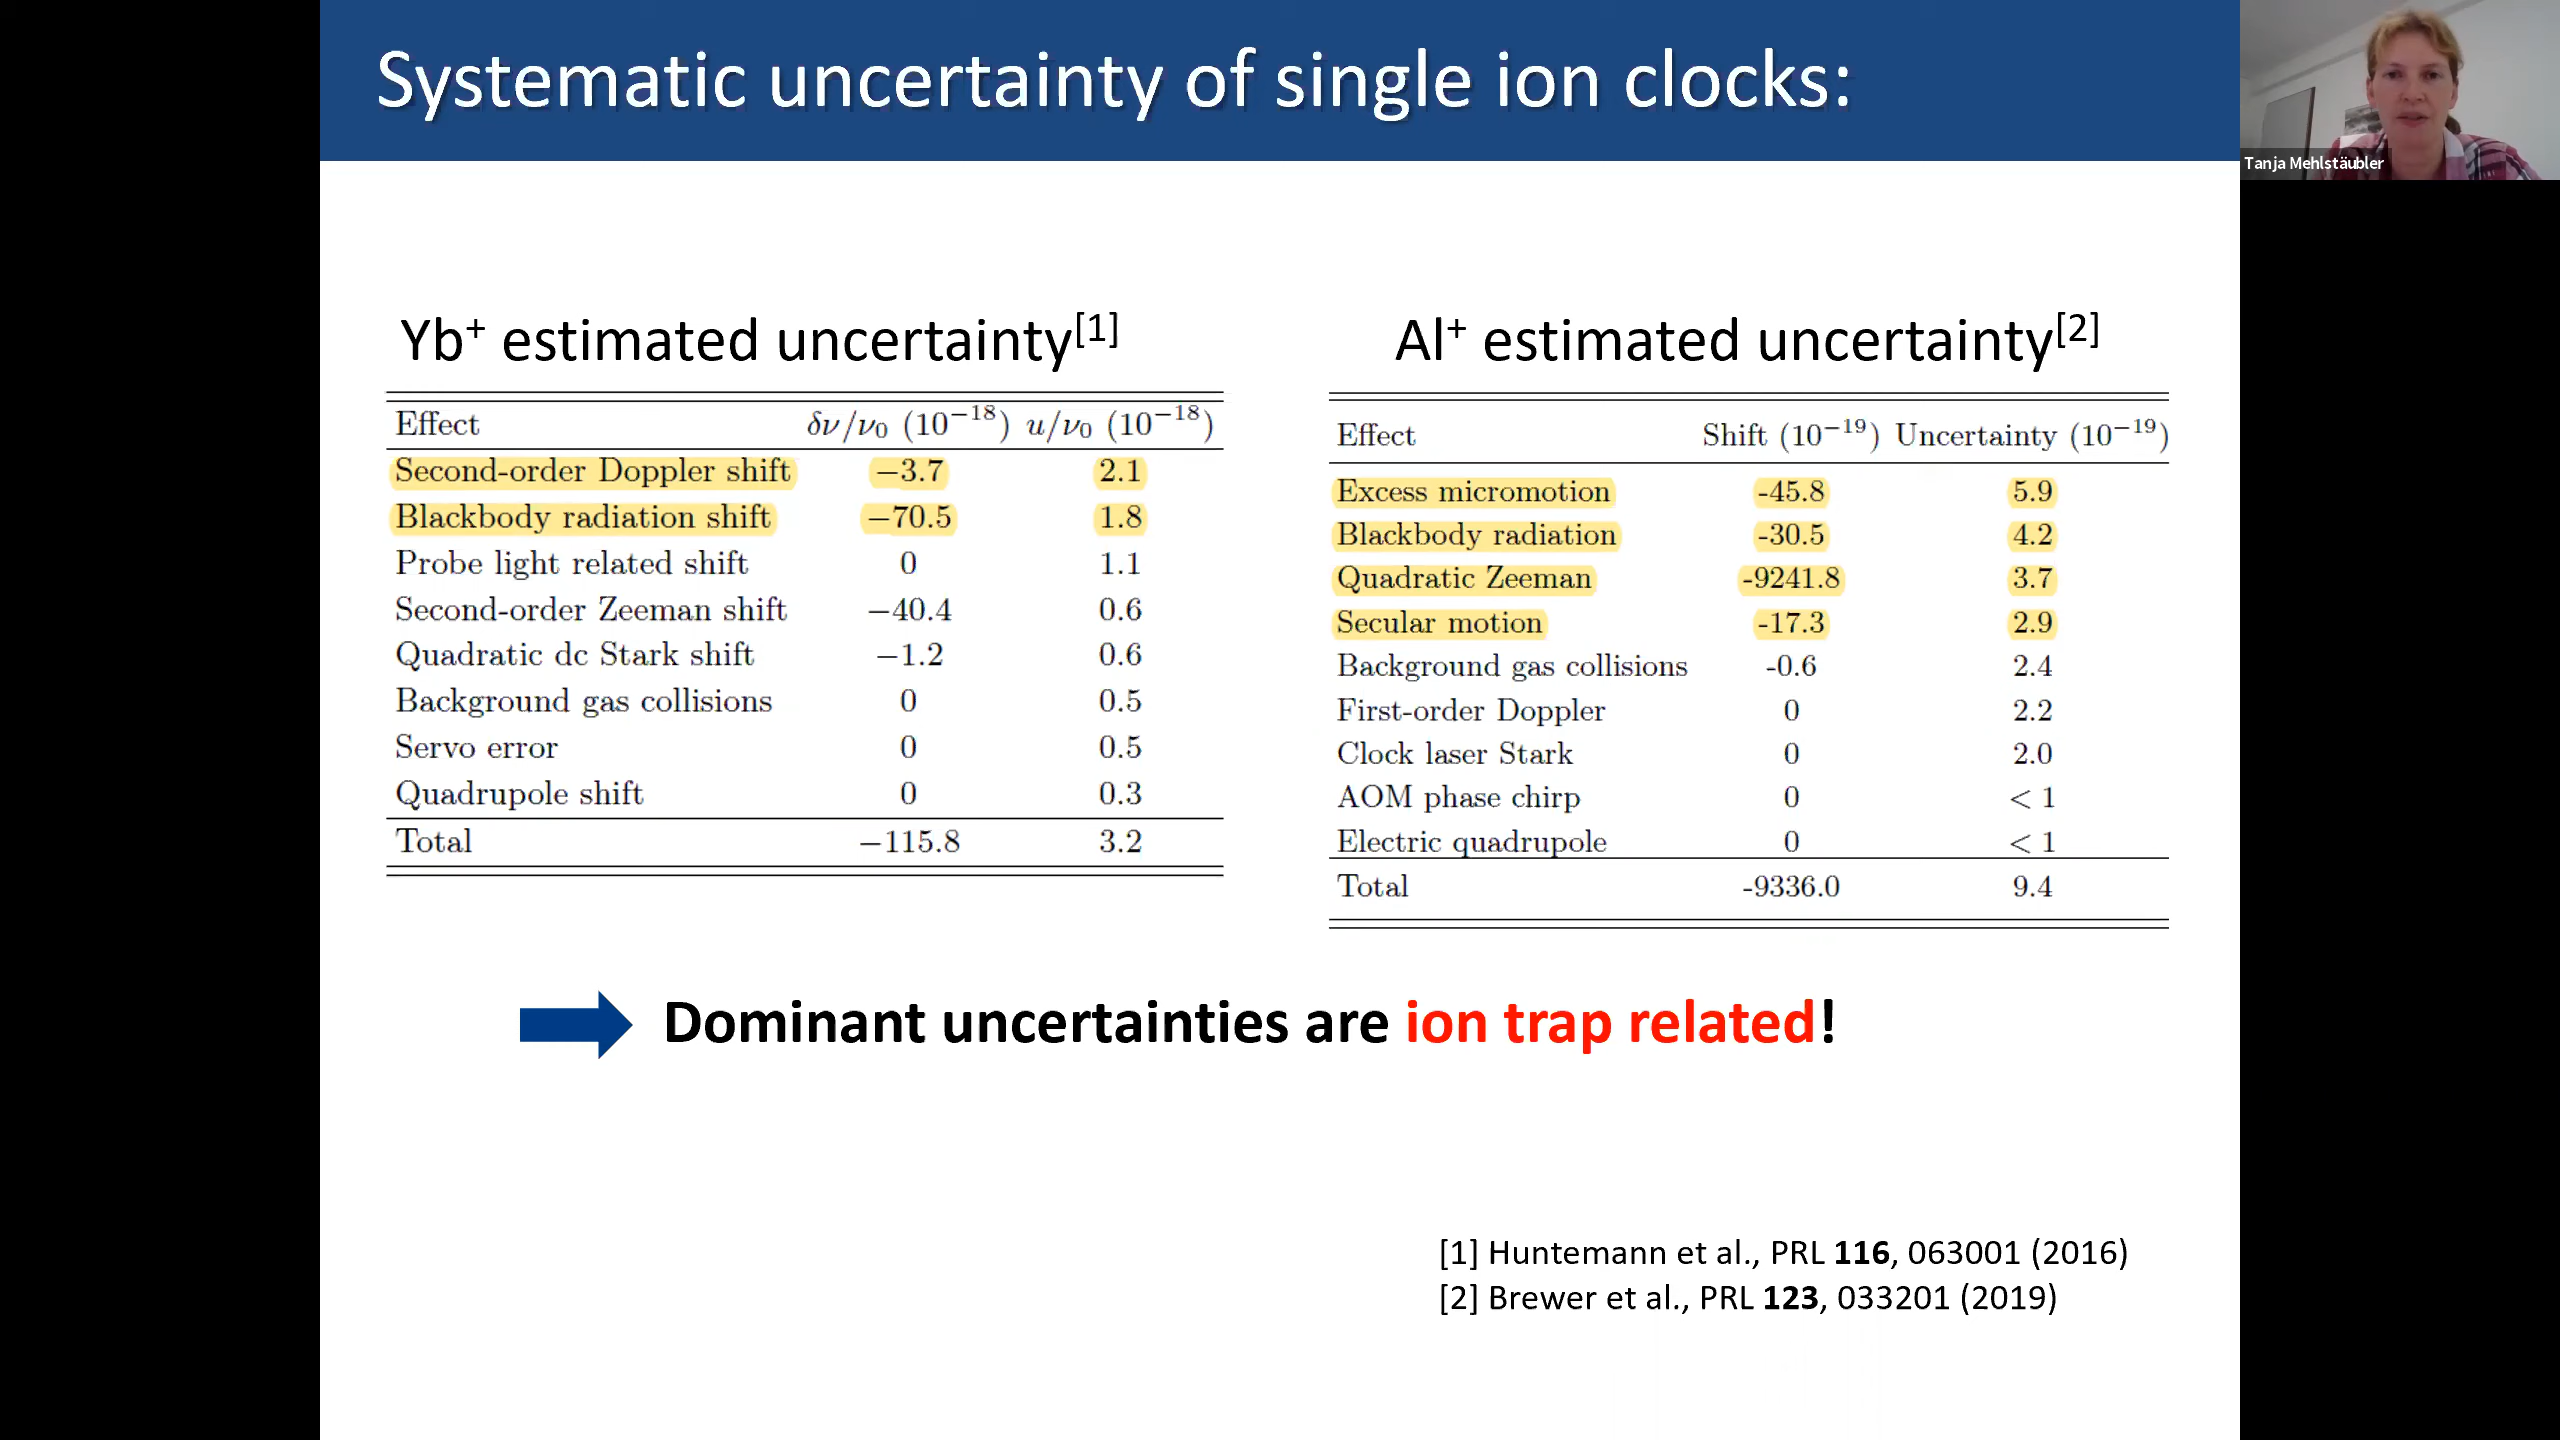 Systematic uncertainty of single ion clocks:
Tanja Mehlstäubler
Yb⁺ estimated uncertainty[1]
Effect δν/ν₀ (10⁻¹⁸) u/ν₀ (10⁻¹⁸)
Second-order Doppler shift −3.7 2.1
Blackbody radiation shift −70.5 1.8
Probe light related shift 0 1.1
Second-order Zeeman shift −40.4 0.6
Quadratic dc Stark shift −1.2 0.6
Background gas collisions 0 0.5
Servo error 0 0.5
Quadrupole shift 0 0.3
Total −115.8 3.2
Al⁺ estimated uncertainty[2]
Effect Shift (10⁻¹⁹) Uncertainty (10⁻¹⁹)
Excess micromotion -45.8 5.9
Blackbody radiation -30.5 4.2
Quadratic Zeeman -9241.8 3.7
Secular motion -17.3 2.9
Background gas collisions -0.6 2.4
First-order Doppler 0 2.2
Clock laser Stark 0 2.0
AOM phase chirp 0 < 1
Electric quadrupole 0 < 1
Total -9336.0 9.4
Dominant uncertainties are ion trap related!
[1] Huntemann et al., PRL 116, 063001 (2016)
[2] Brewer et al., PRL 123, 033201 (2019)